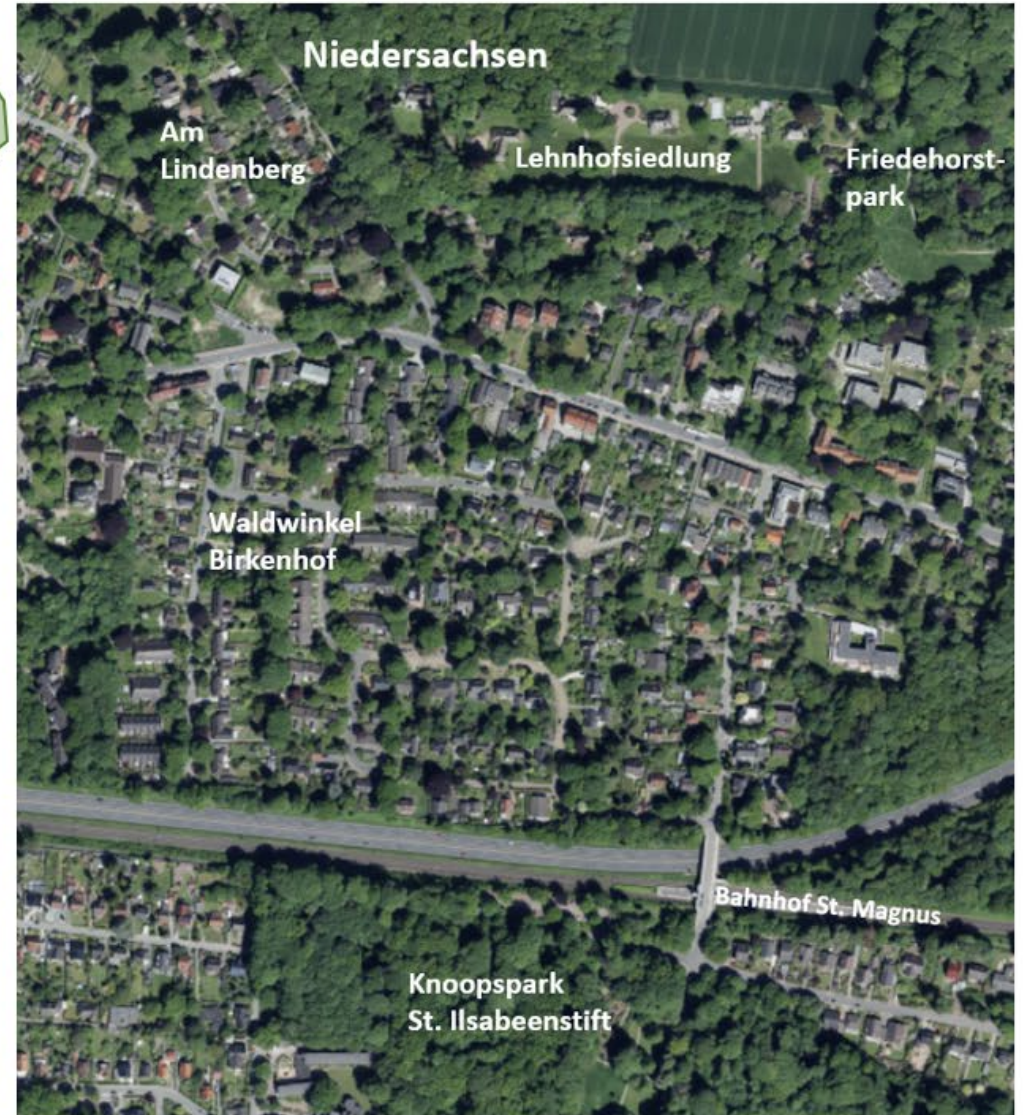 Niedersachsen
Am
Lindenberg
Lehnhofsiedlung
Friedehorst-
park
Waldwinkel
Birkenhof
Bahnhof St. Magnus
Knoopspark
St. Ilsabeenstift